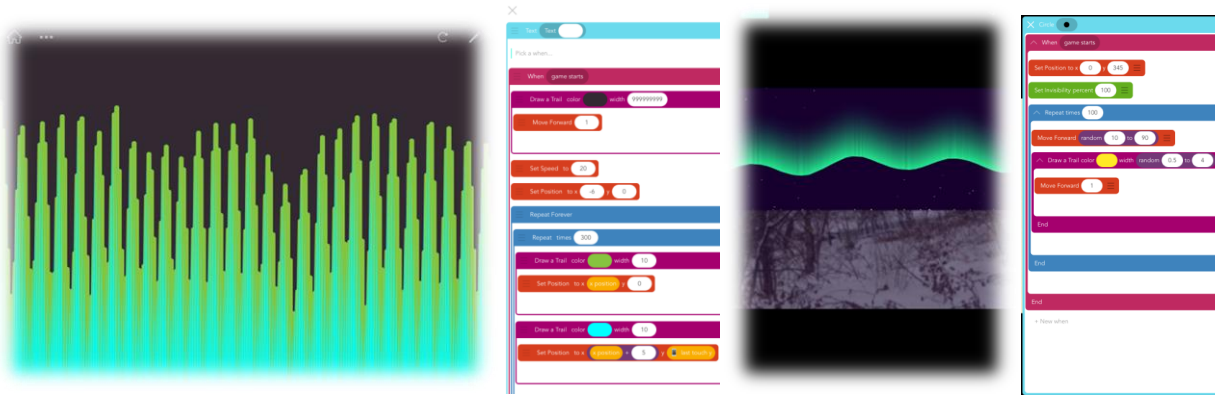 Text Text
Pick a when...
When game starts
Draw a Trail color width 999999999
Move Forward 1
Set Speed to 20
Set Position to x -6 y 0
Repeat Forever
Repeat times 300
Draw a Trail color width 10
Set Position to x x position y 0
Draw a Trail color width 10
Set Position to x x position + 5 y last touch y
Circle
When game starts
Set Position to x 0 y 345
Set Invisibility percent 100
Repeat times 100
Move Forward random 10 to 90
Draw a Trail color width random 0.5 to 4
Move Forward 1
End
End
End
+ New when